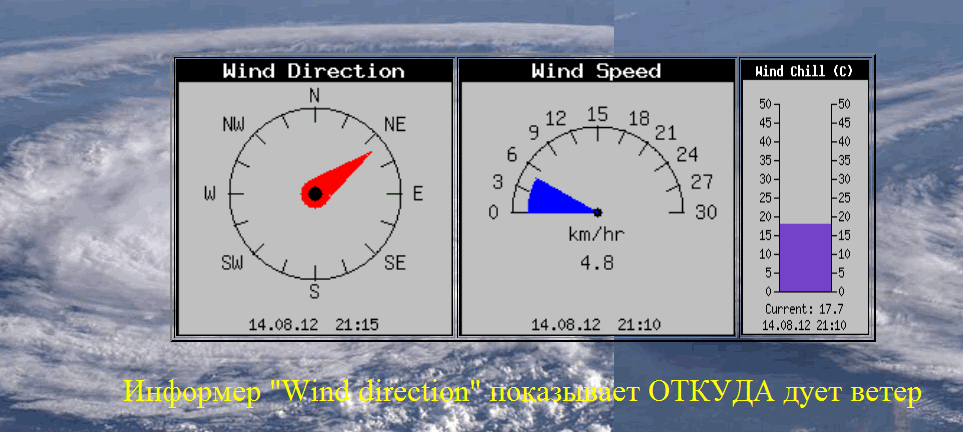 Wind Direction
N
NW
NE
W
E
SW
SE
S
14.08.12 21:15
Wind Speed
0
3
6
9
12
15
18
21
24
27
30
km/hr
4.8
14.08.12 21:10
Wind Chill (C)
50 50
45 45
40 40
35 35
30 30
25 25
20 20
15 15
10 10
5 5
0 0
Current: 17.7
14.08.12 21:10
Информер "Wind direction" показывает ОТКУДА дует ветер